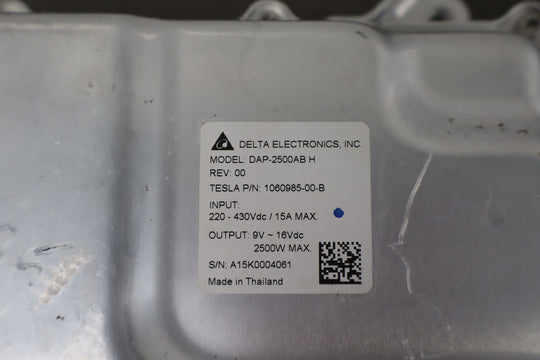 DELTA ELECTRONICS, INC.
MODEL: DAP-2500AB H
REV: 00
TESLA P/N: 1060985-00-B
INPUT:
220 - 430Vdc / 15A MAX.
OUTPUT: 9V ~ 16Vdc
2500W MAX.
S/N: A15K0004061
Made in Thailand